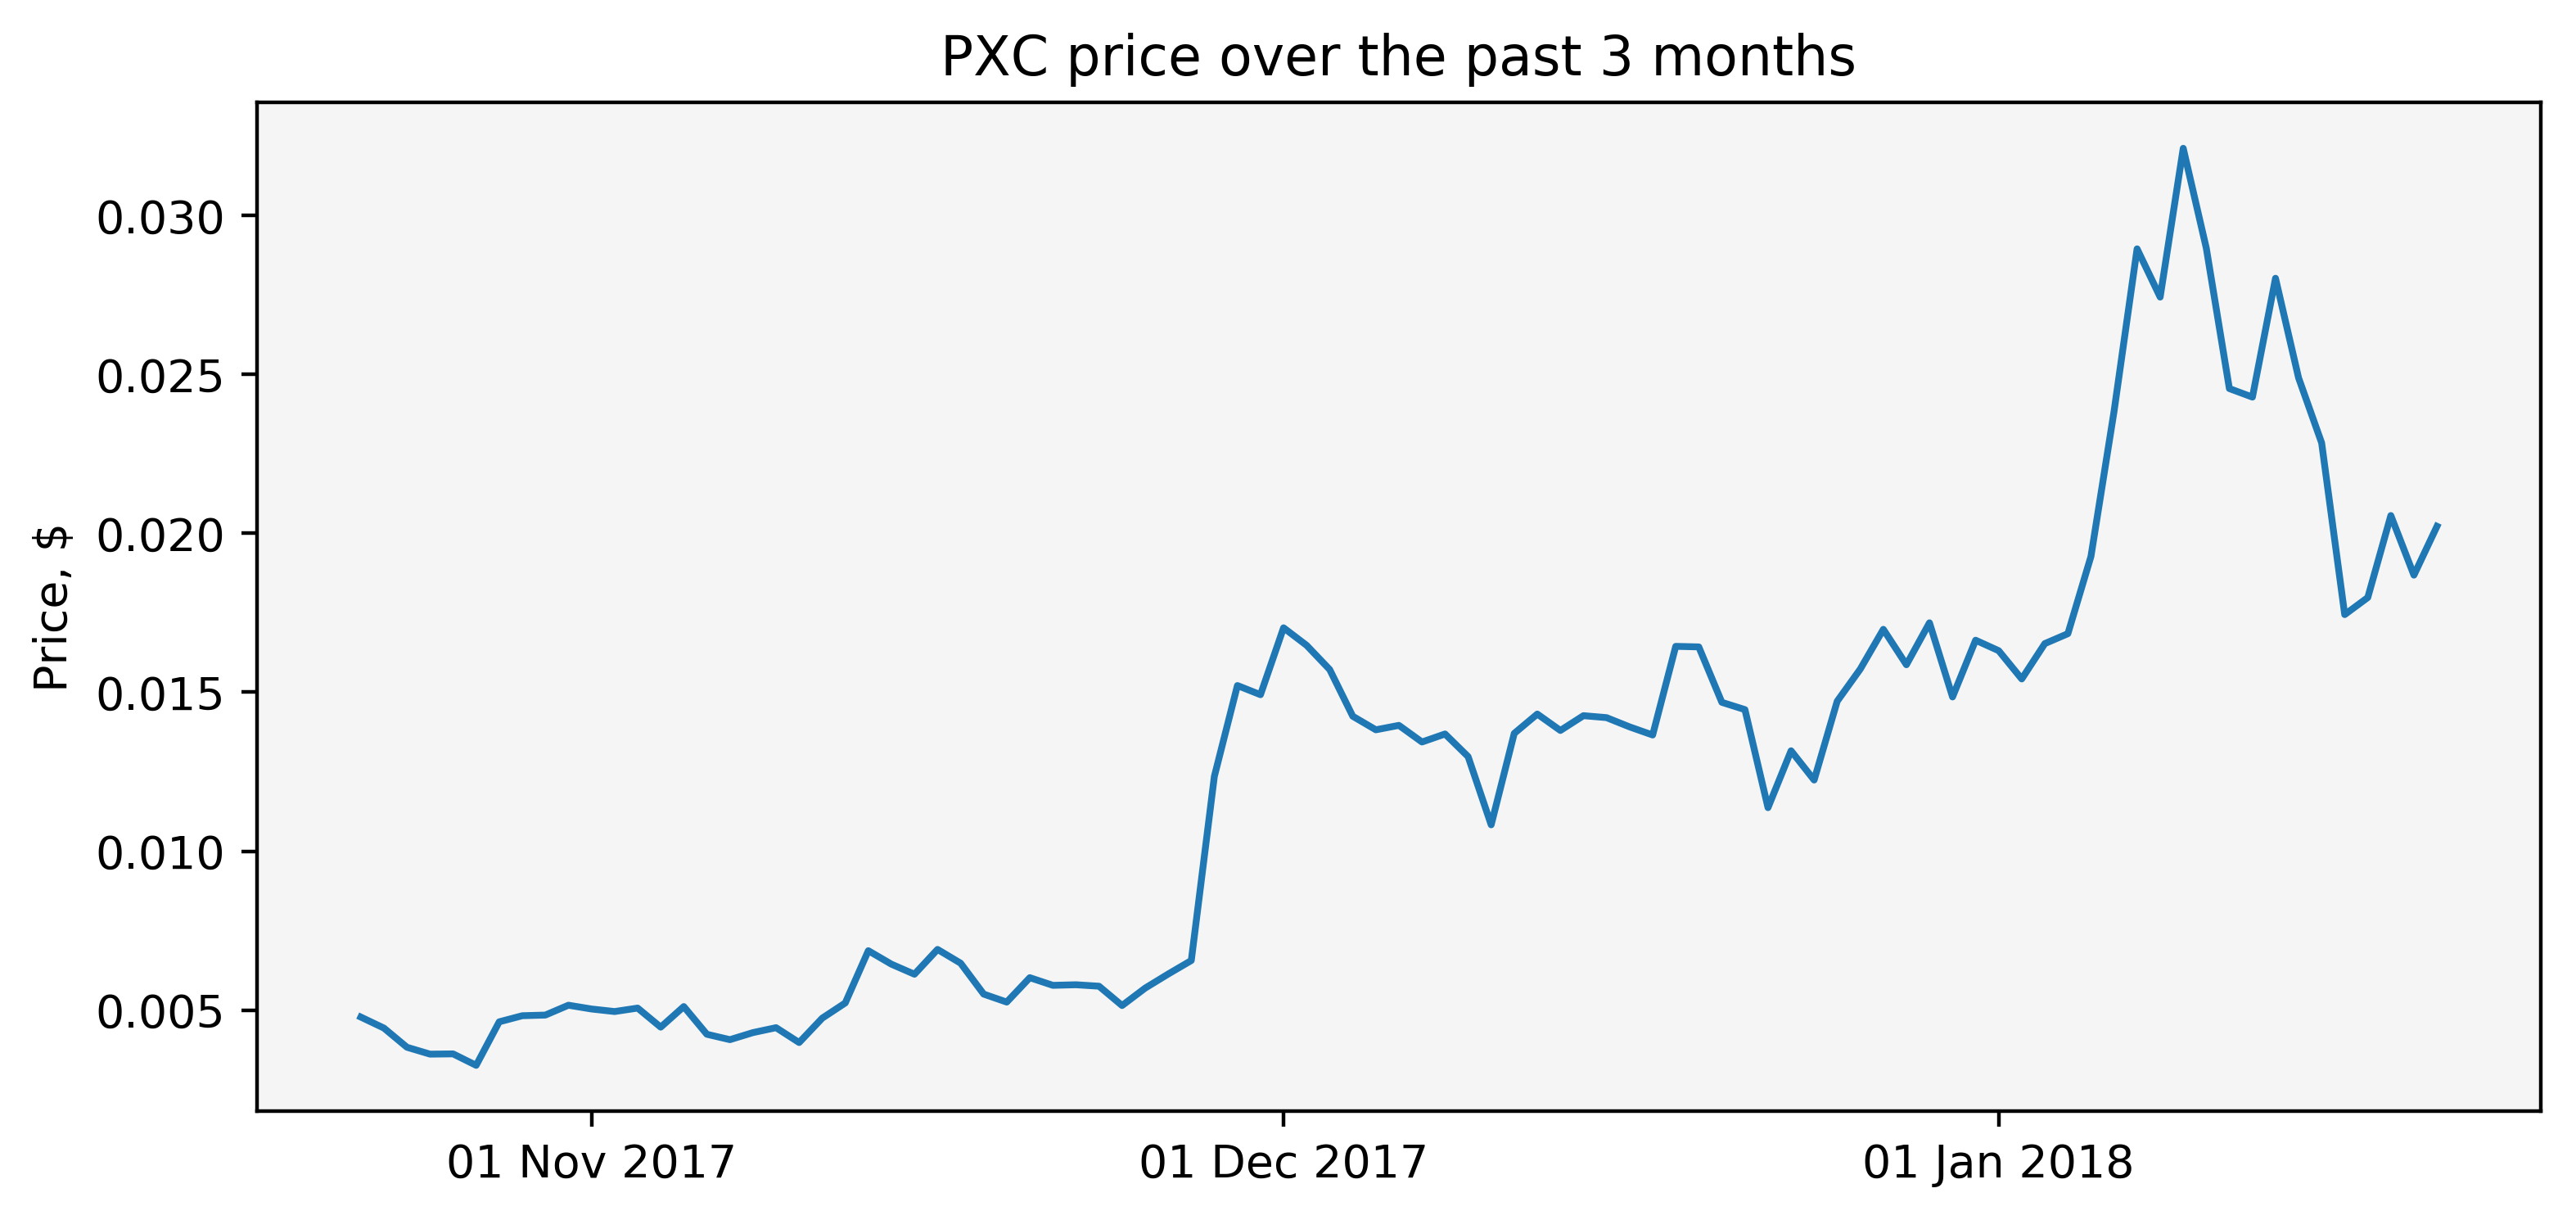 PXC price over the past 3 months
Price, $
0.030
0.025
0.020
0.015
0.010
0.005
01 Nov 2017
01 Dec 2017
01 Jan 2018